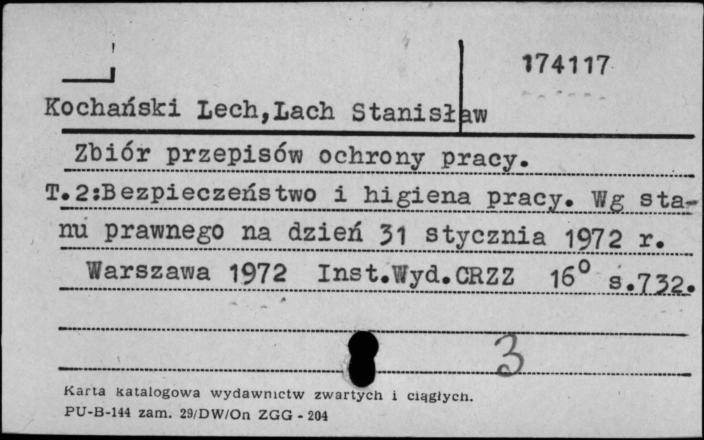 174117
Kochański Lech,Lach Stanisław
Zbiór przepisów ochrony pracy.
T.2:Bezpieczeństwo i higiena pracy. Wg sta-
nu prawnego na dzień 31 stycznia 1972 r.
Warszawa 1972 Inst.Wyd.CRZZ 16° s.732.
3
Karta katalogowa wydawnictw zwartych i ciągłych.
PU-B-144 zam. 29/DW/On ZGG - 204